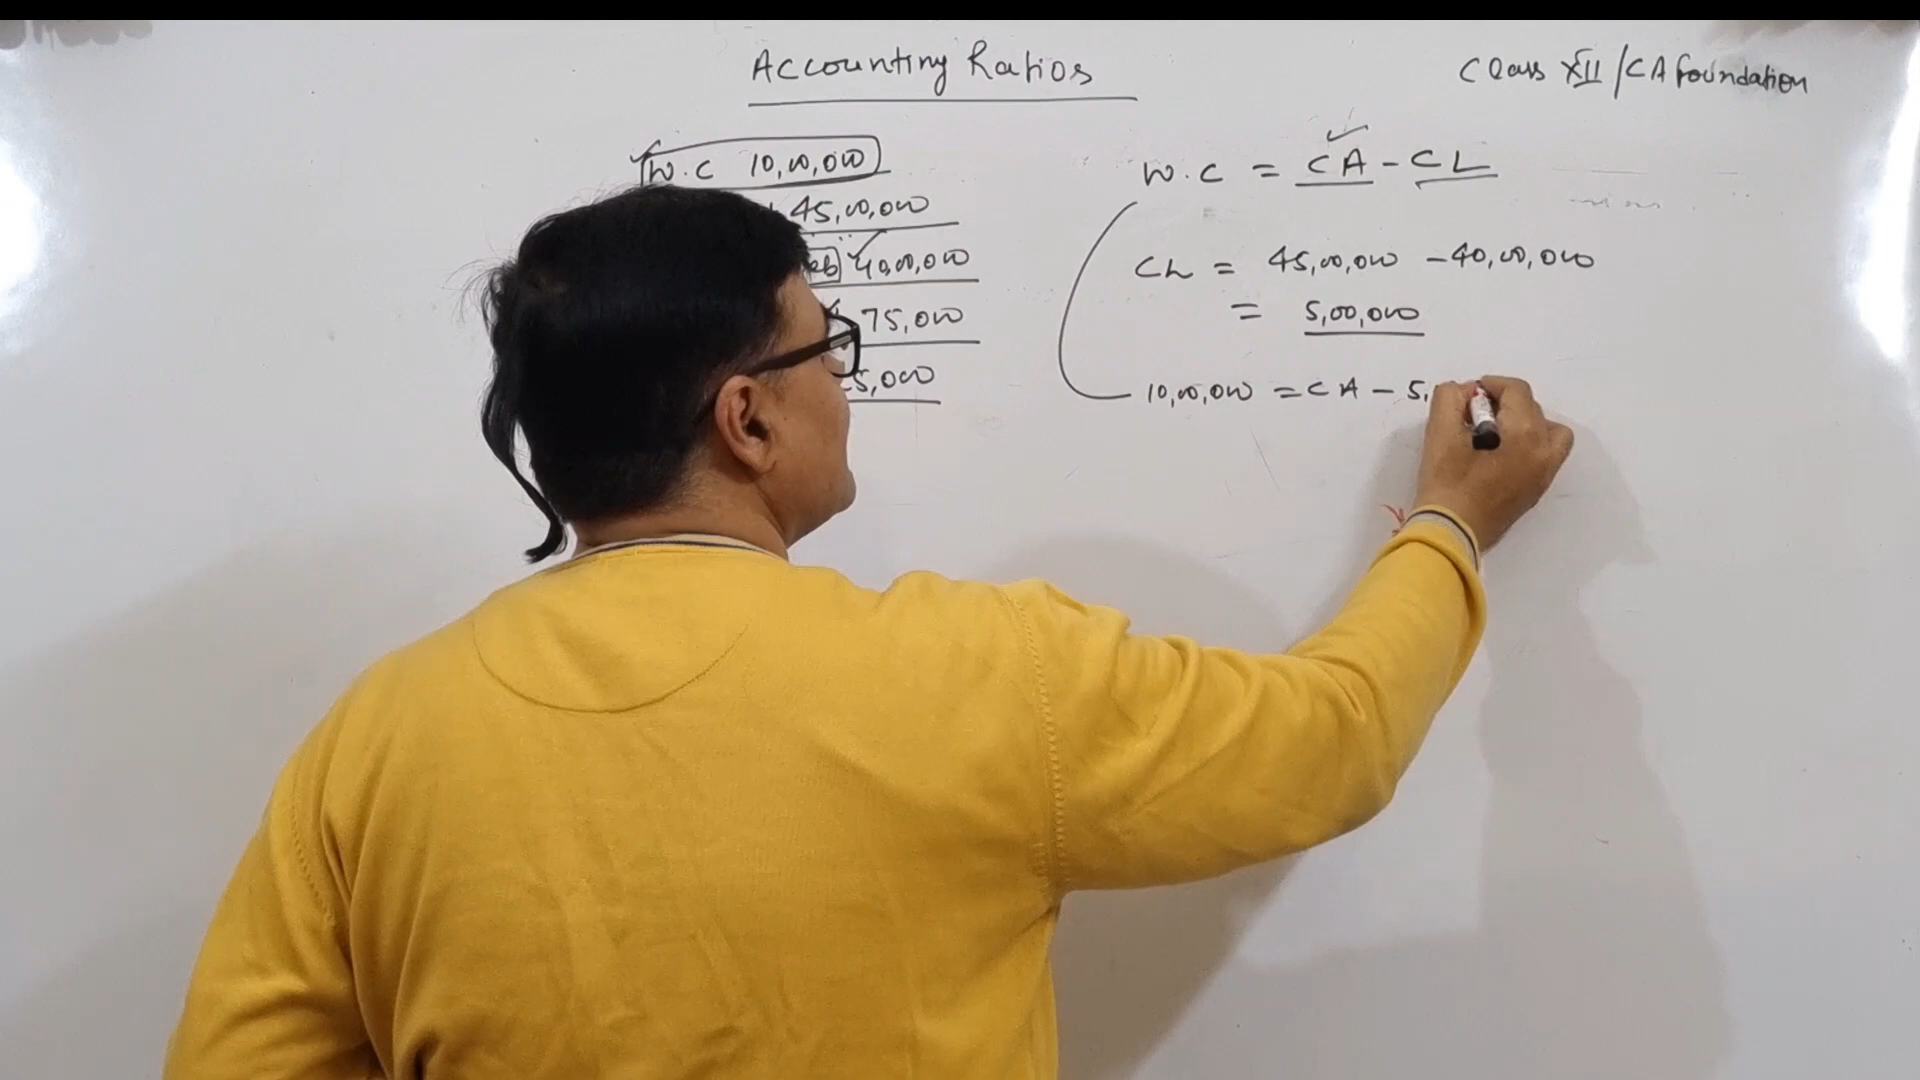 Accounting Ratios
Class XII / CA Foundation
W.C 10,00,000
45,00,000
eb 40,00,000
75,000
5,000
W.C = CA - CL
CL = 45,00,000 - 40,00,000
= 5,00,000
10,00,000 = CA - 5,